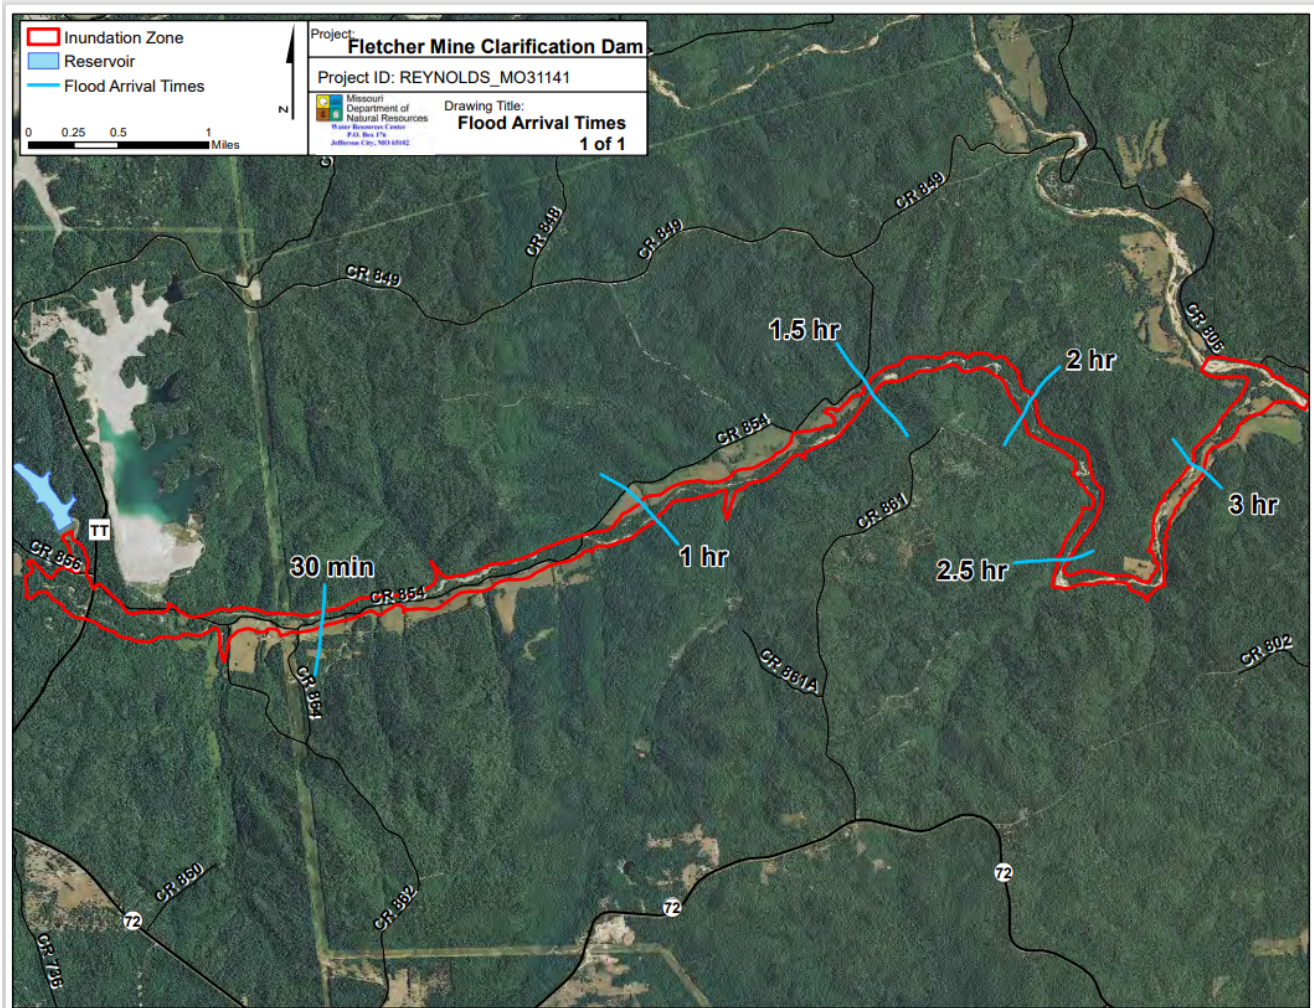 Inundation Zone
Reservoir
Flood Arrival Times
N
0 0.25 0.5 1
Miles
Project:
Fletcher Mine Clarification Dam
Project ID: REYNOLDS_MO31141
Missouri
Department of
Natural Resources
Water Resources Center
P.O. Box 176
Jefferson City, MO 65102
Drawing Title:
Flood Arrival Times
1 of 1
CR 849
CR 848
CR 849
CR 849
CR 806
1.5 hr
2 hr
CR 854
CR 861
3 hr
TT
CR 856
1 hr
30 min
2.5 hr
CR 854
CR 802
CR 861A
CR 864
72
CR 860
CR 862
72
72
CR 736